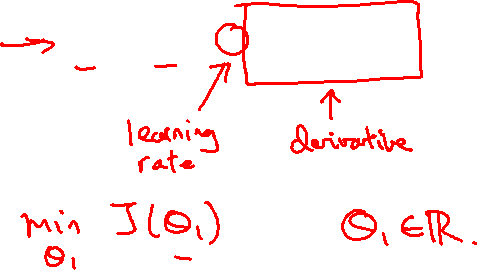 learning
rate
derivative
min J(θ₁) θ₁ ∈ ℝ.
θ₁